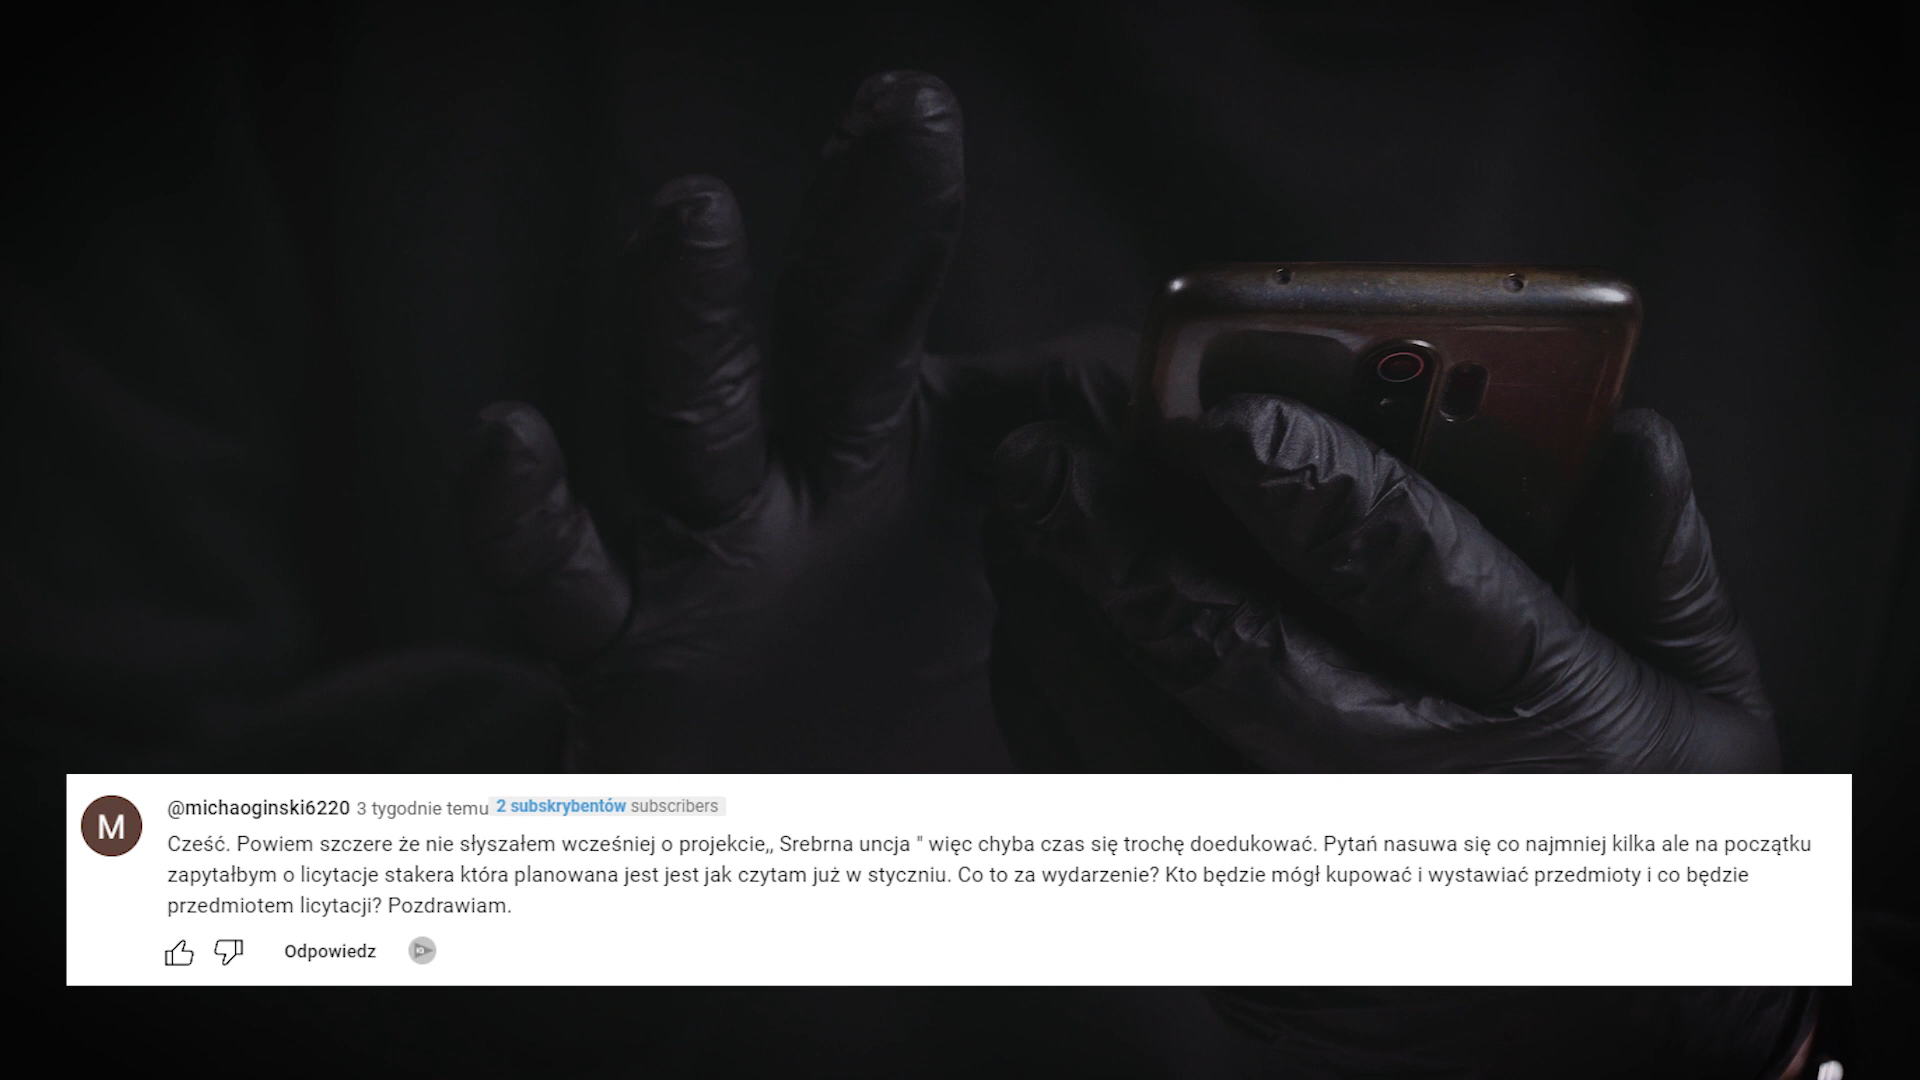 M
@michaoginski6220 3 tygodnie temu 2 subskrybentów subscribers
Cześć. Powiem szczere że nie słyszałem wcześniej o projekcie,, Srebrna uncja " więc chyba czas się trochę doedukować. Pytań nasuwa się co najmniej kilka ale na początku
zapytałbym o licytacje stakera która planowana jest jest jak czytam już w styczniu. Co to za wydarzenie? Kto będzie mógł kupować i wystawiać przedmioty i co będzie
przedmiotem licytacji? Pozdrawiam.
Odpowiedz